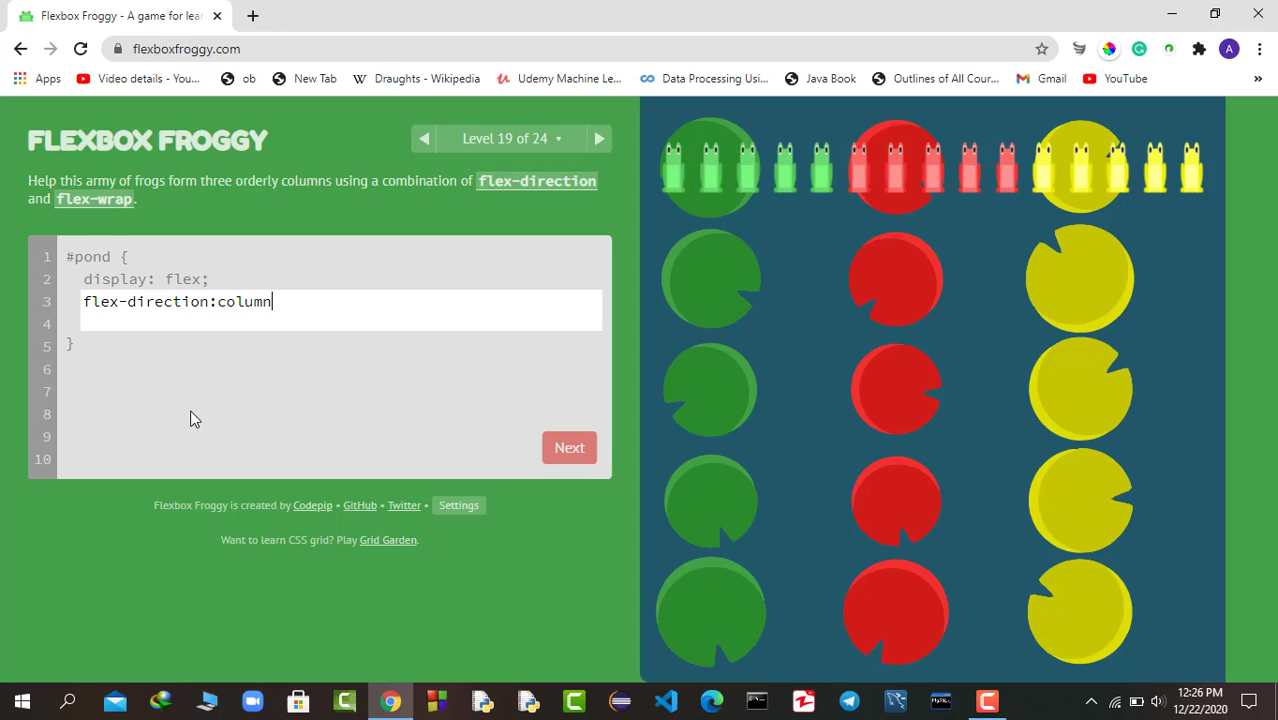 Flexbox Froggy - A game for lear
flexboxfroggy.com
A
Apps
Video details - You...
ob
New Tab
Draughts - Wikipedia
Udemy Machine Le...
Data Processing Usi...
Java Book
Outlines of All Cour...
Gmail
YouTube
»
FLEXBOX FROGGY
Level 19 of 24
Help this army of frogs form three orderly columns using a combination of flex-direction
and flex-wrap.
1 #pond {
2 display: flex;
3 flex-direction:column
4
5 }
6
7
8
9
10
Next
Flexbox Froggy is created by Codepip • GitHub • Twitter • Settings
Want to learn CSS grid? Play Grid Garden.
12:26 PM
12/22/2020